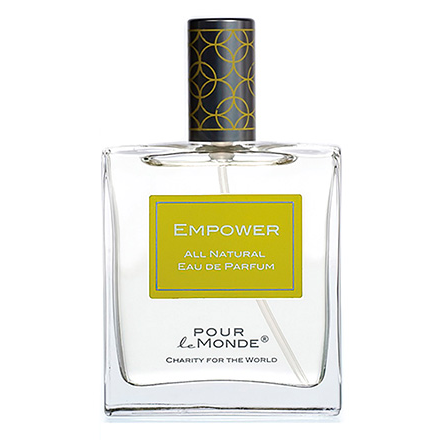 Empower
All Natural
Eau de Parfum
POUR
le MONDE®
Charity for the World